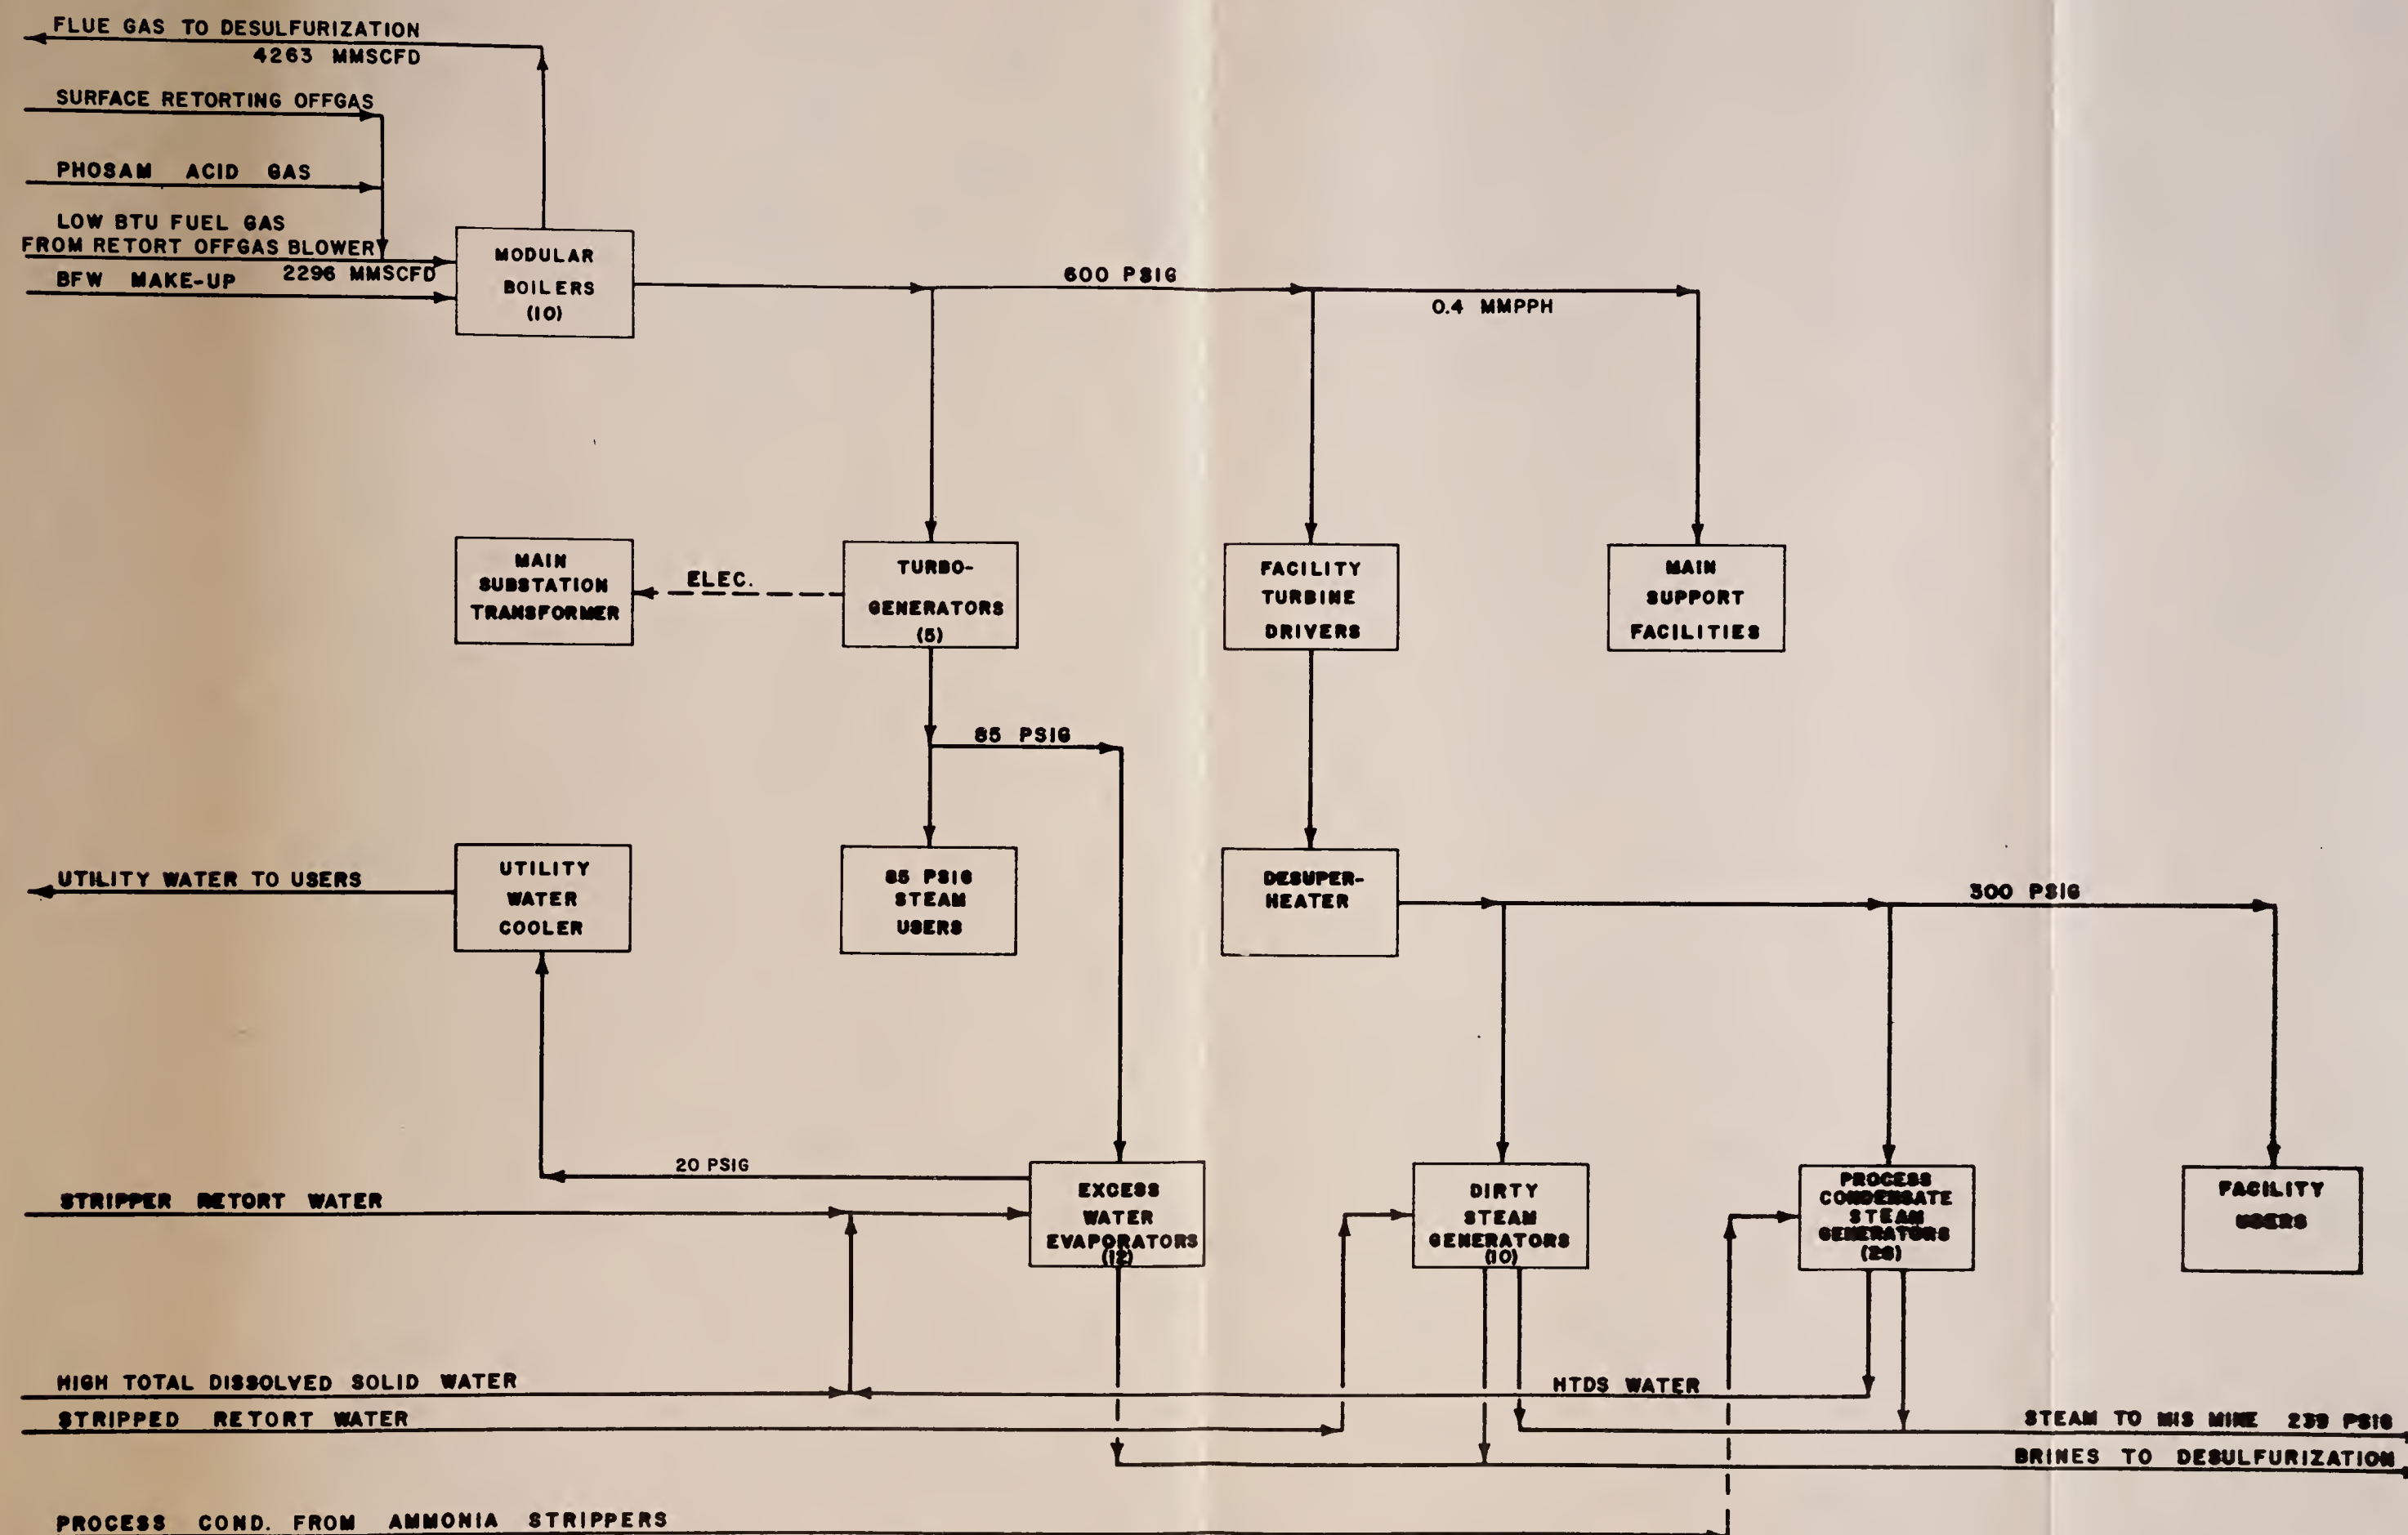 FLUE GAS TO DESULFURIZATION
4263 MMSCFD
SURFACE RETORTING OFFGAS
PHOSAM ACID GAS
LOW BTU FUEL GAS
FROM RETORT OFFGAS BLOWER
2296 MMSCFD
BFW MAKE-UP
MODULAR
BOILERS
(10)
600 PSIG
0.4 MMPPH
MAIN
SUBSTATION
TRANSFORMER
ELEC.
TURBO-
GENERATORS
(5)
FACILITY
TURBINE
DRIVERS
MAIN
SUPPORT
FACILITIES
85 PSIG
UTILITY WATER TO USERS
UTILITY
WATER
COOLER
85 PSIG
STEAM
USERS
DESUPER-
HEATER
300 PSIG
20 PSIG
STRIPPER RETORT WATER
EXCESS
WATER
EVAPORATORS
(12)
DIRTY
STEAM
GENERATORS
(10)
PROCESS
CONDENSATE
STEAM
GENERATORS
FACILITY
USERS
HIGH TOTAL DISSOLVED SOLID WATER
HTDS WATER
STRIPPED RETORT WATER
STEAM TO MIS MINE PSIG
BRINES TO DESULFURIZATION
PROCESS COND. FROM AMMONIA STRIPPERS